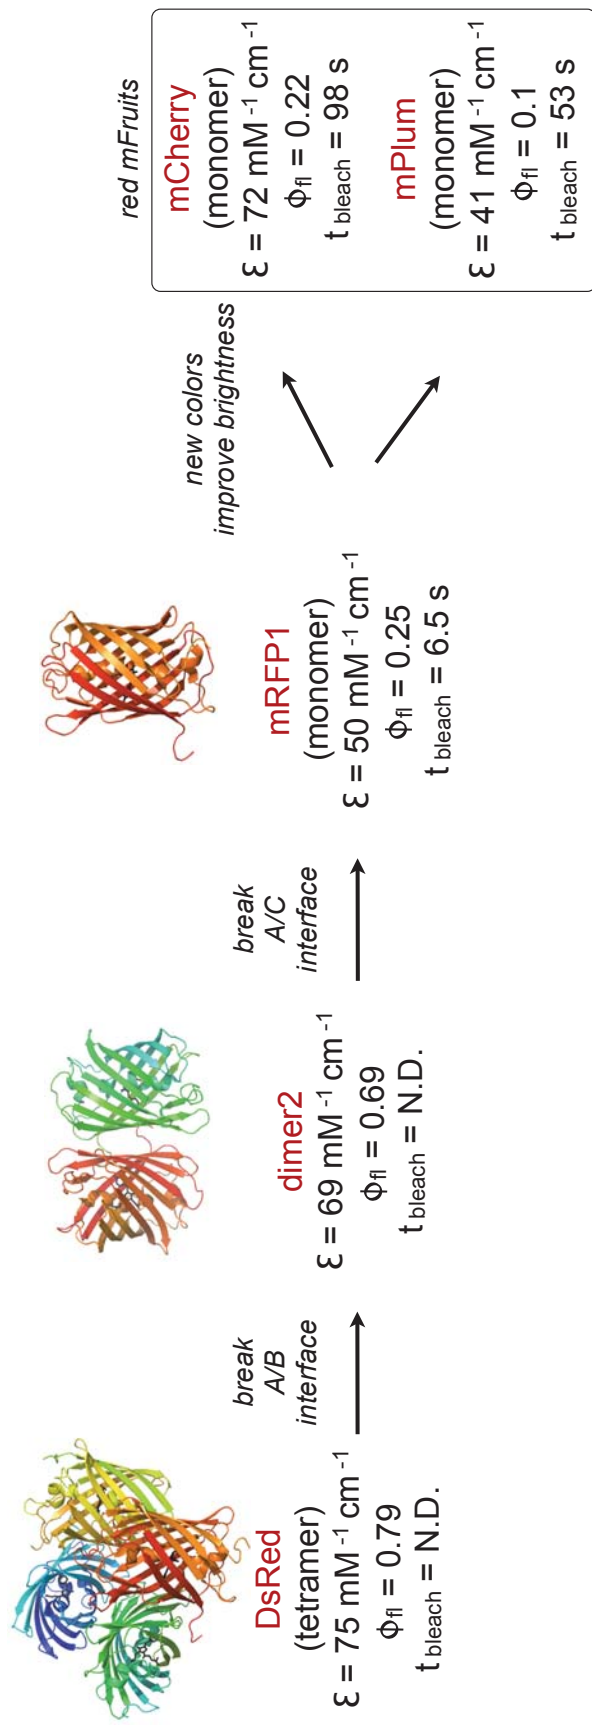 DsRed
(tetramer)
Ɛ = 75 mM⁻¹ cm⁻¹
ϕfl = 0.79
t bleach = N.D.
break
A/B
interface
dimer2
Ɛ = 69 mM⁻¹ cm⁻¹
ϕfl = 0.69
t bleach = N.D.
break
A/C
interface
mRFP1
(monomer)
Ɛ = 50 mM⁻¹ cm⁻¹
ϕfl = 0.25
t bleach = 6.5 s
new colors
improve brightness
red mFruits
mCherry
(monomer)
Ɛ = 72 mM⁻¹ cm⁻¹
ϕfl = 0.22
t bleach = 98 s
mPlum
(monomer)
Ɛ = 41 mM⁻¹ cm⁻¹
ϕfl = 0.1
t bleach = 53 s